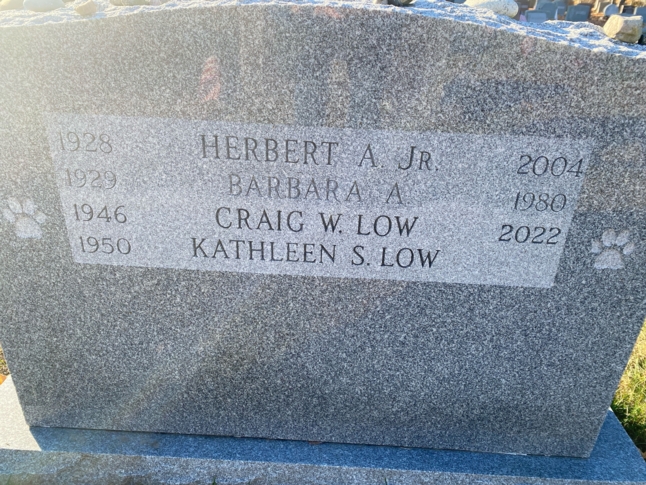 1928 HERBERT A. JR. 2004
1929 BARBARA A. 1980
1946 CRAIG W. LOW 2022
1950 KATHLEEN S. LOW